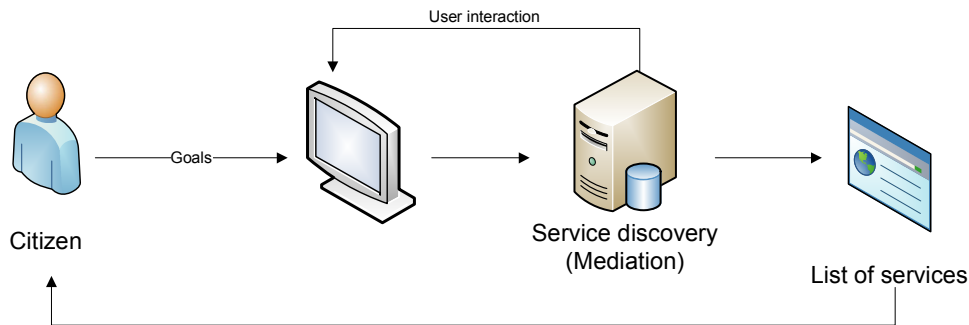 User interaction
Goals
Citizen
Service discovery
(Mediation)
List of services